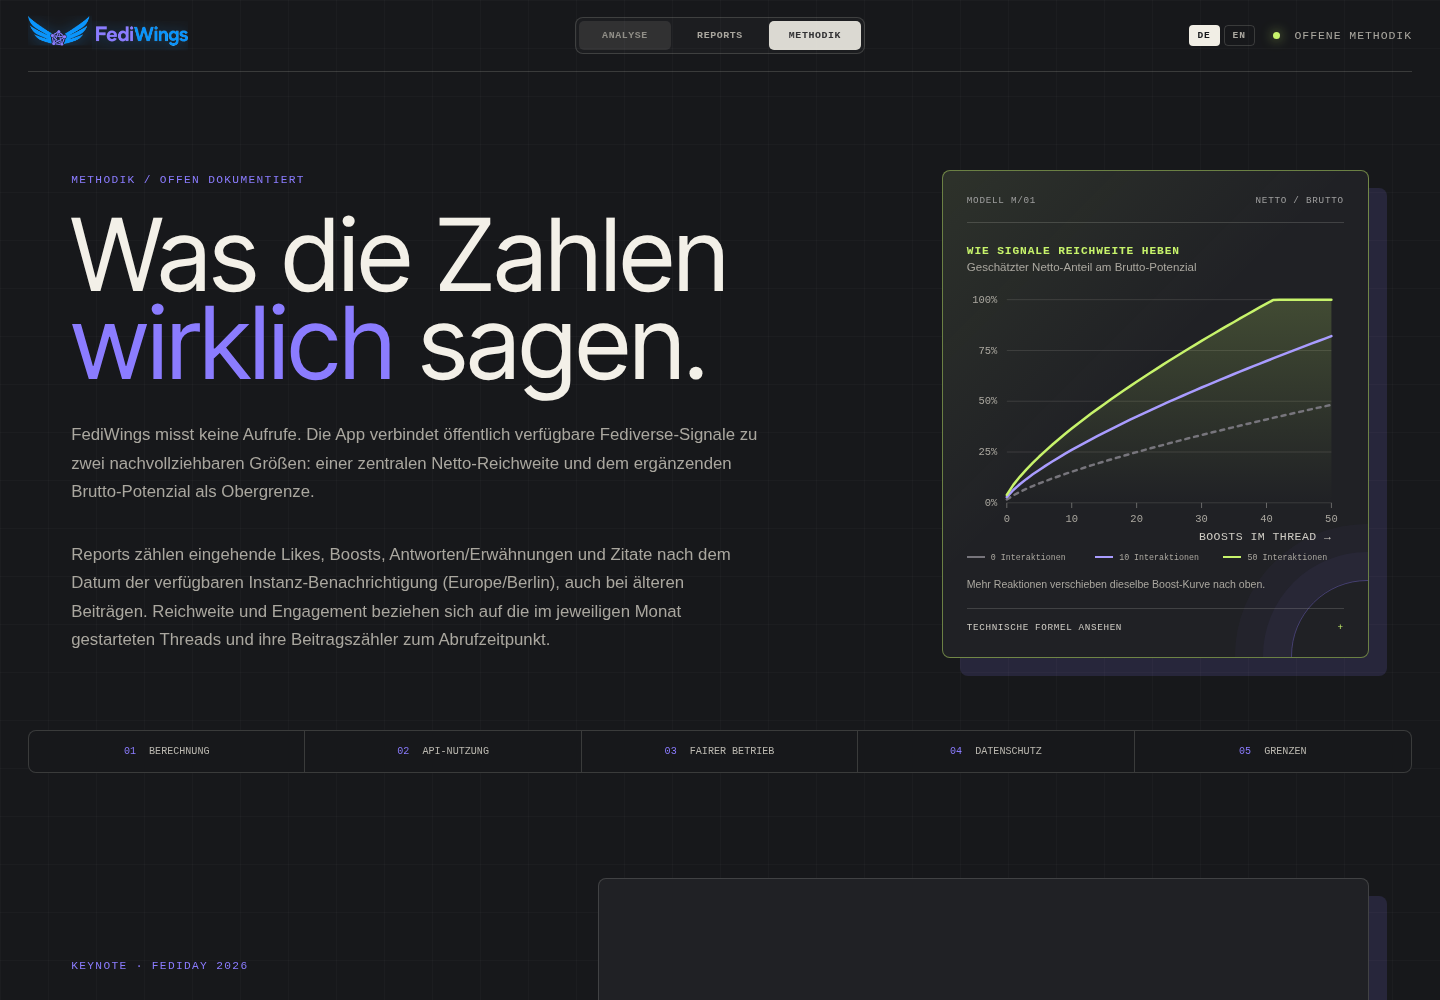 FediWings
ANALYSE
REPORTS
METHODIK
DE
EN
OFFENE METHODIK
METHODIK / OFFEN DOKUMENTIERT
Was die Zahlen
wirklich sagen.
FediWings misst keine Aufrufe. Die App verbindet öffentlich verfügbare Fediverse-Signale zu
zwei nachvollziehbaren Größen: einer zentralen Netto-Reichweite und dem ergänzenden
Brutto-Potenzial als Obergrenze.
Reports zählen eingehende Likes, Boosts, Antworten/Erwähnungen und Zitate nach dem
Datum der verfügbaren Instanz-Benachrichtigung (Europe/Berlin), auch bei älteren
Beiträgen. Reichweite und Engagement beziehen sich auf die im jeweiligen Monat
gestarteten Threads und ihre Beitragszähler zum Abrufzeitpunkt.
MODELL M/01
NETTO / BRUTTO
WIE SIGNALE REICHWEITE HEBEN
Geschätzter Netto-Anteil am Brutto-Potenzial
100%
75%
50%
25%
0%
0 10 20 30 40 50
BOOSTS IM THREAD →
0 Interaktionen
10 Interaktionen
50 Interaktionen
Mehr Reaktionen verschieben dieselbe Boost-Kurve nach oben.
TECHNISCHE FORMEL ANSEHEN +
01 BERECHNUNG
02 API-NUTZUNG
03 FAIRER BETRIEB
04 DATENSCHUTZ
05 GRENZEN
KEYNOTE · FEDIDAY 2026